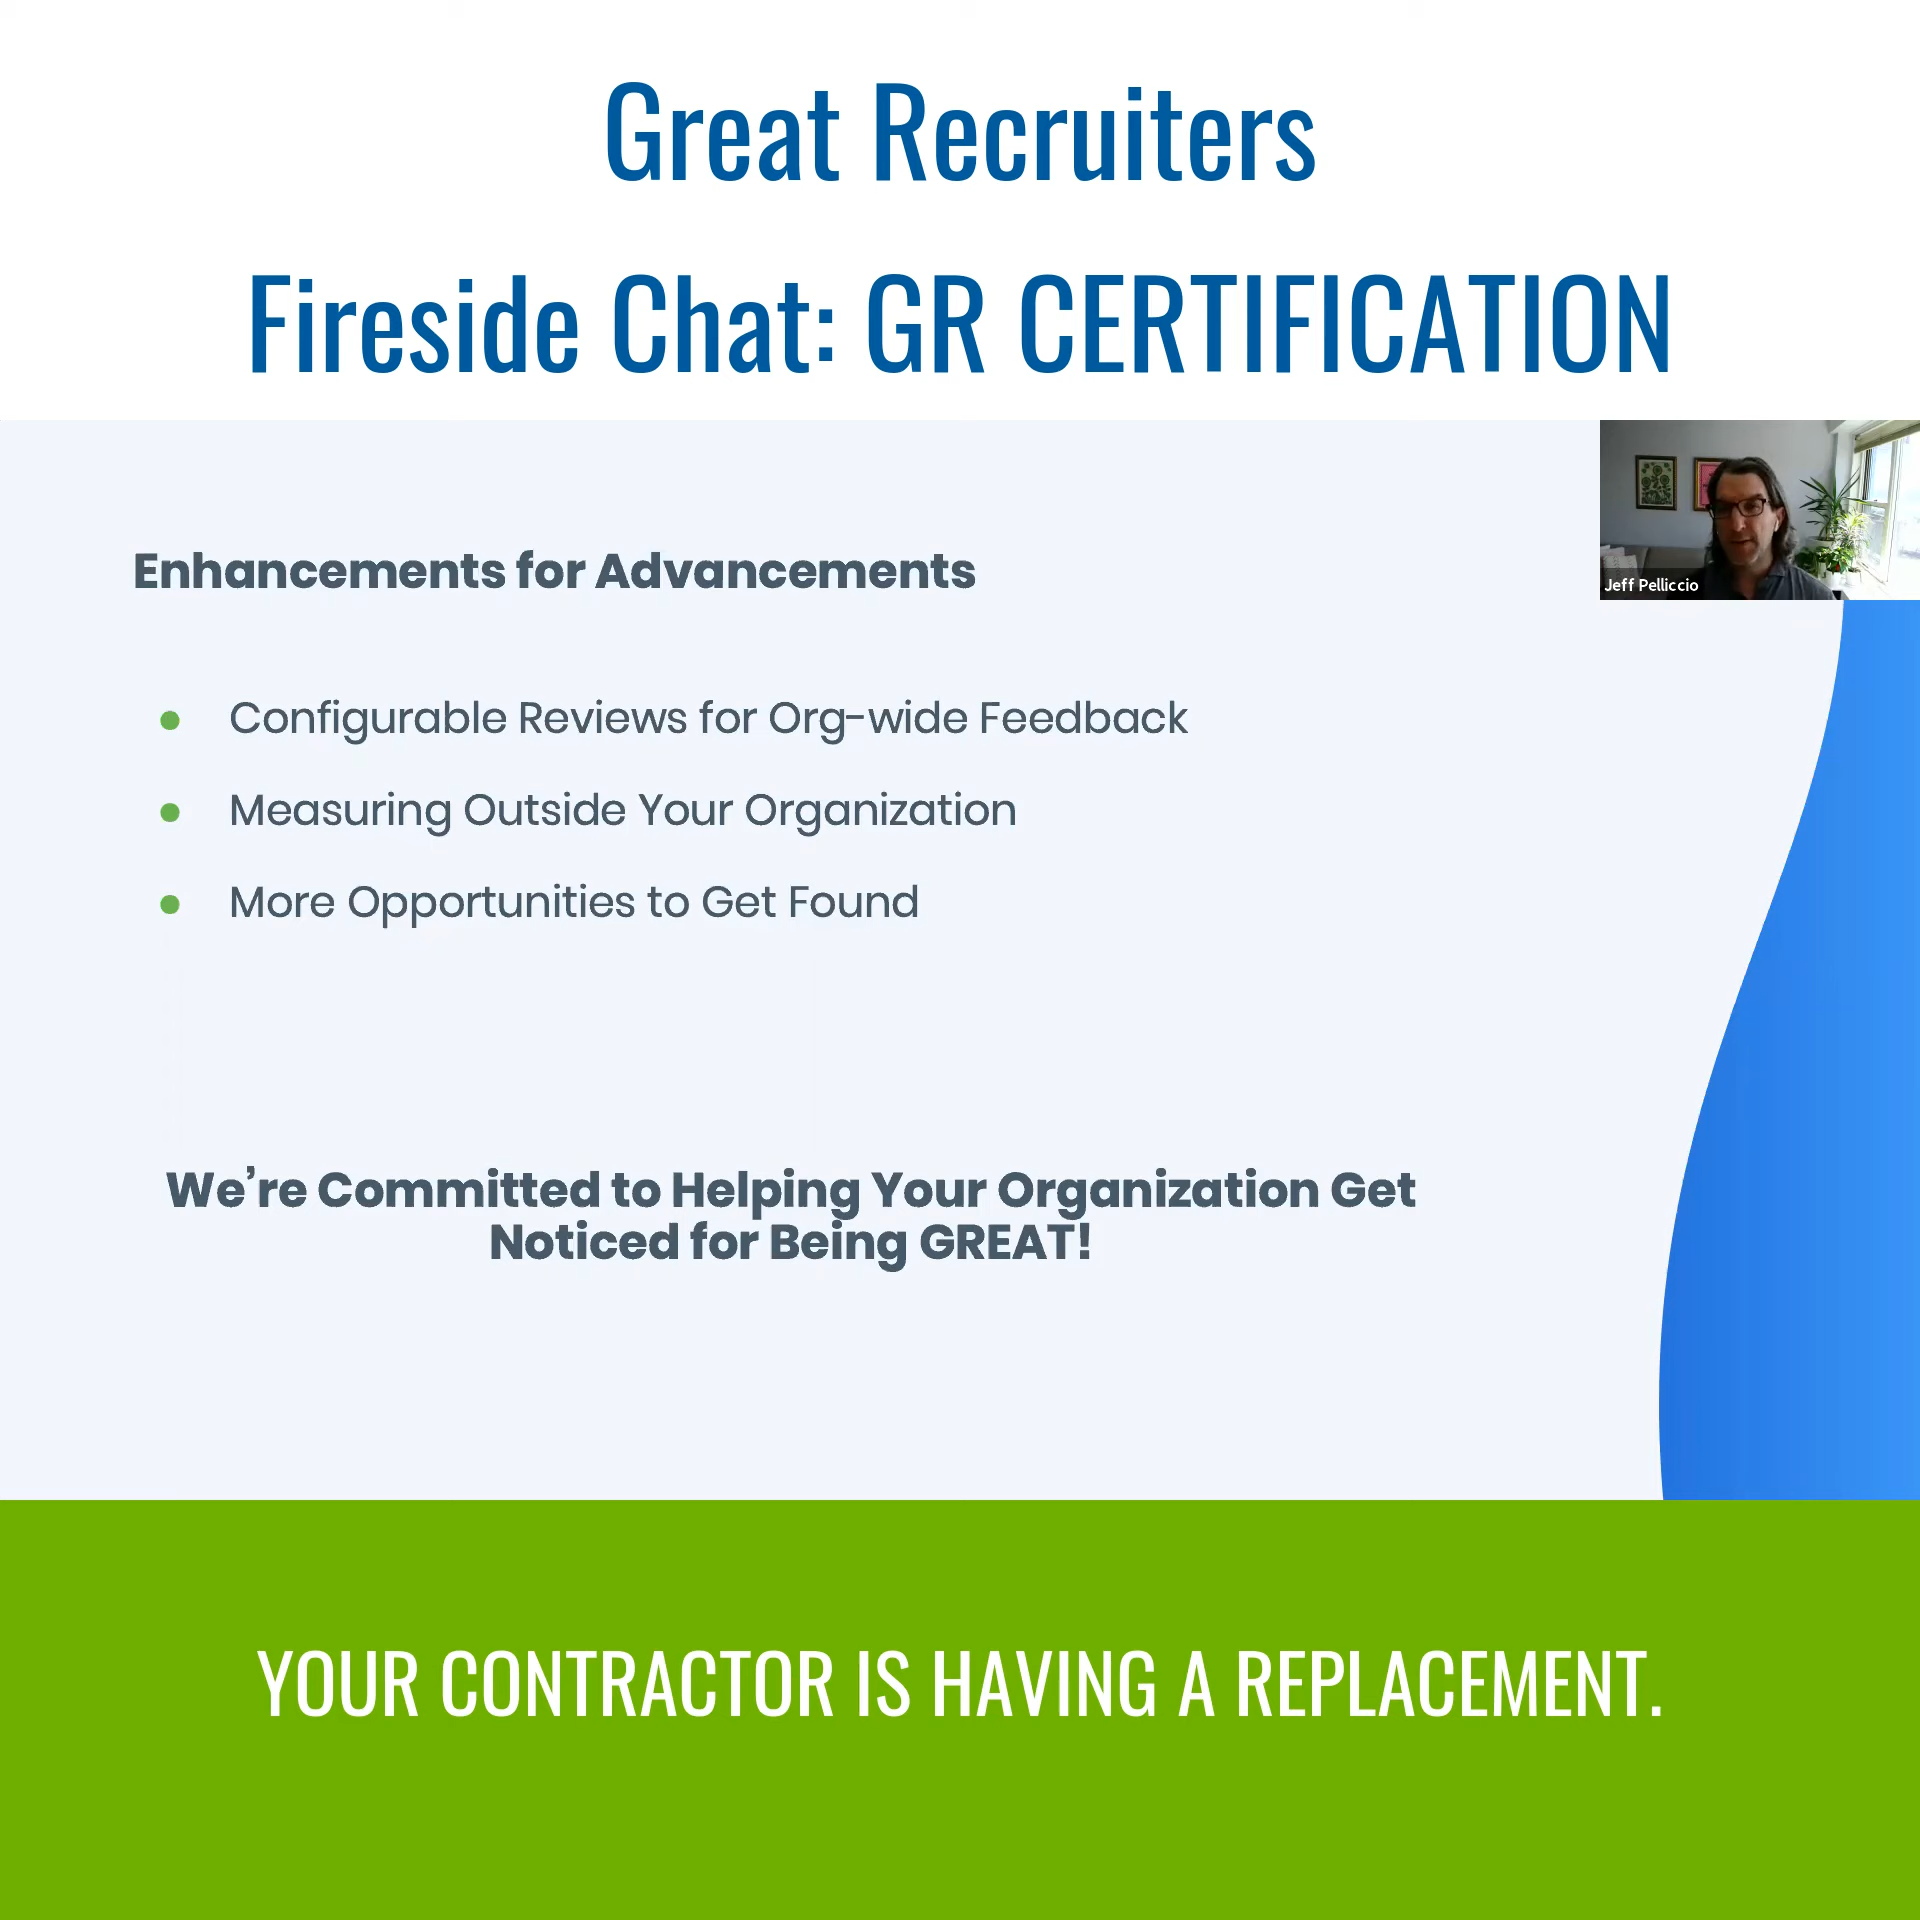 Great Recruiters
Fireside Chat: GR CERTIFICATION
Jeff Pelliccio
Enhancements for Advancements
Configurable Reviews for Org-wide Feedback
Measuring Outside Your Organization
More Opportunities to Get Found
We’re Committed to Helping Your Organization Get
Noticed for Being GREAT!
YOUR CONTRACTOR IS HAVING A REPLACEMENT.